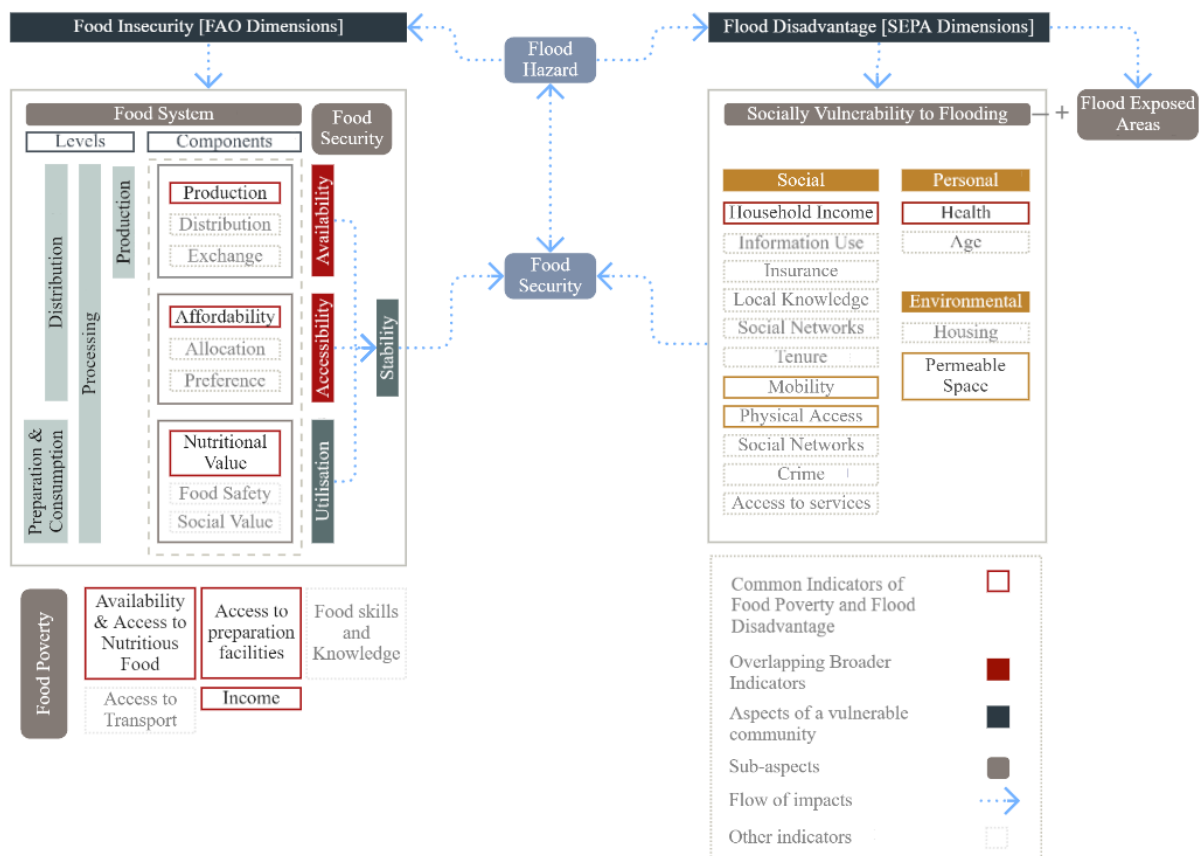 Food Insecurity [FAO Dimensions]
Flood
Hazard
Flood Disadvantage [SEPA Dimensions]
Food System
Levels
Components
Food
Security
Distribution
Processing
Production
Preparation &
Consumption
Production
Distribution
Exchange
Affordability
Allocation
Preference
Nutritional
Value
Food Safety
Social Value
Availability
Accessibility
Utilisation
Stability
Food
Security
Socially Vulnerability to Flooding
+
Flood Exposed
Areas
Social
Household Income
Information Use
Insurance
Local Knowledge
Social Networks
Tenure
Mobility
Physical Access
Social Networks
Crime
Access to services
Personal
Health
Age
Environmental
Housing
Permeable
Space
Food Poverty
Availability
& Access to
Nutritious
Food
Access to
preparation
facilities
Food skills
and
Knowledge
Access to
Transport
Income
Common Indicators of
Food Poverty and Flood
Disadvantage
Overlapping Broader
Indicators
Aspects of a vulnerable
community
Sub-aspects
Flow of impacts
Other indicators